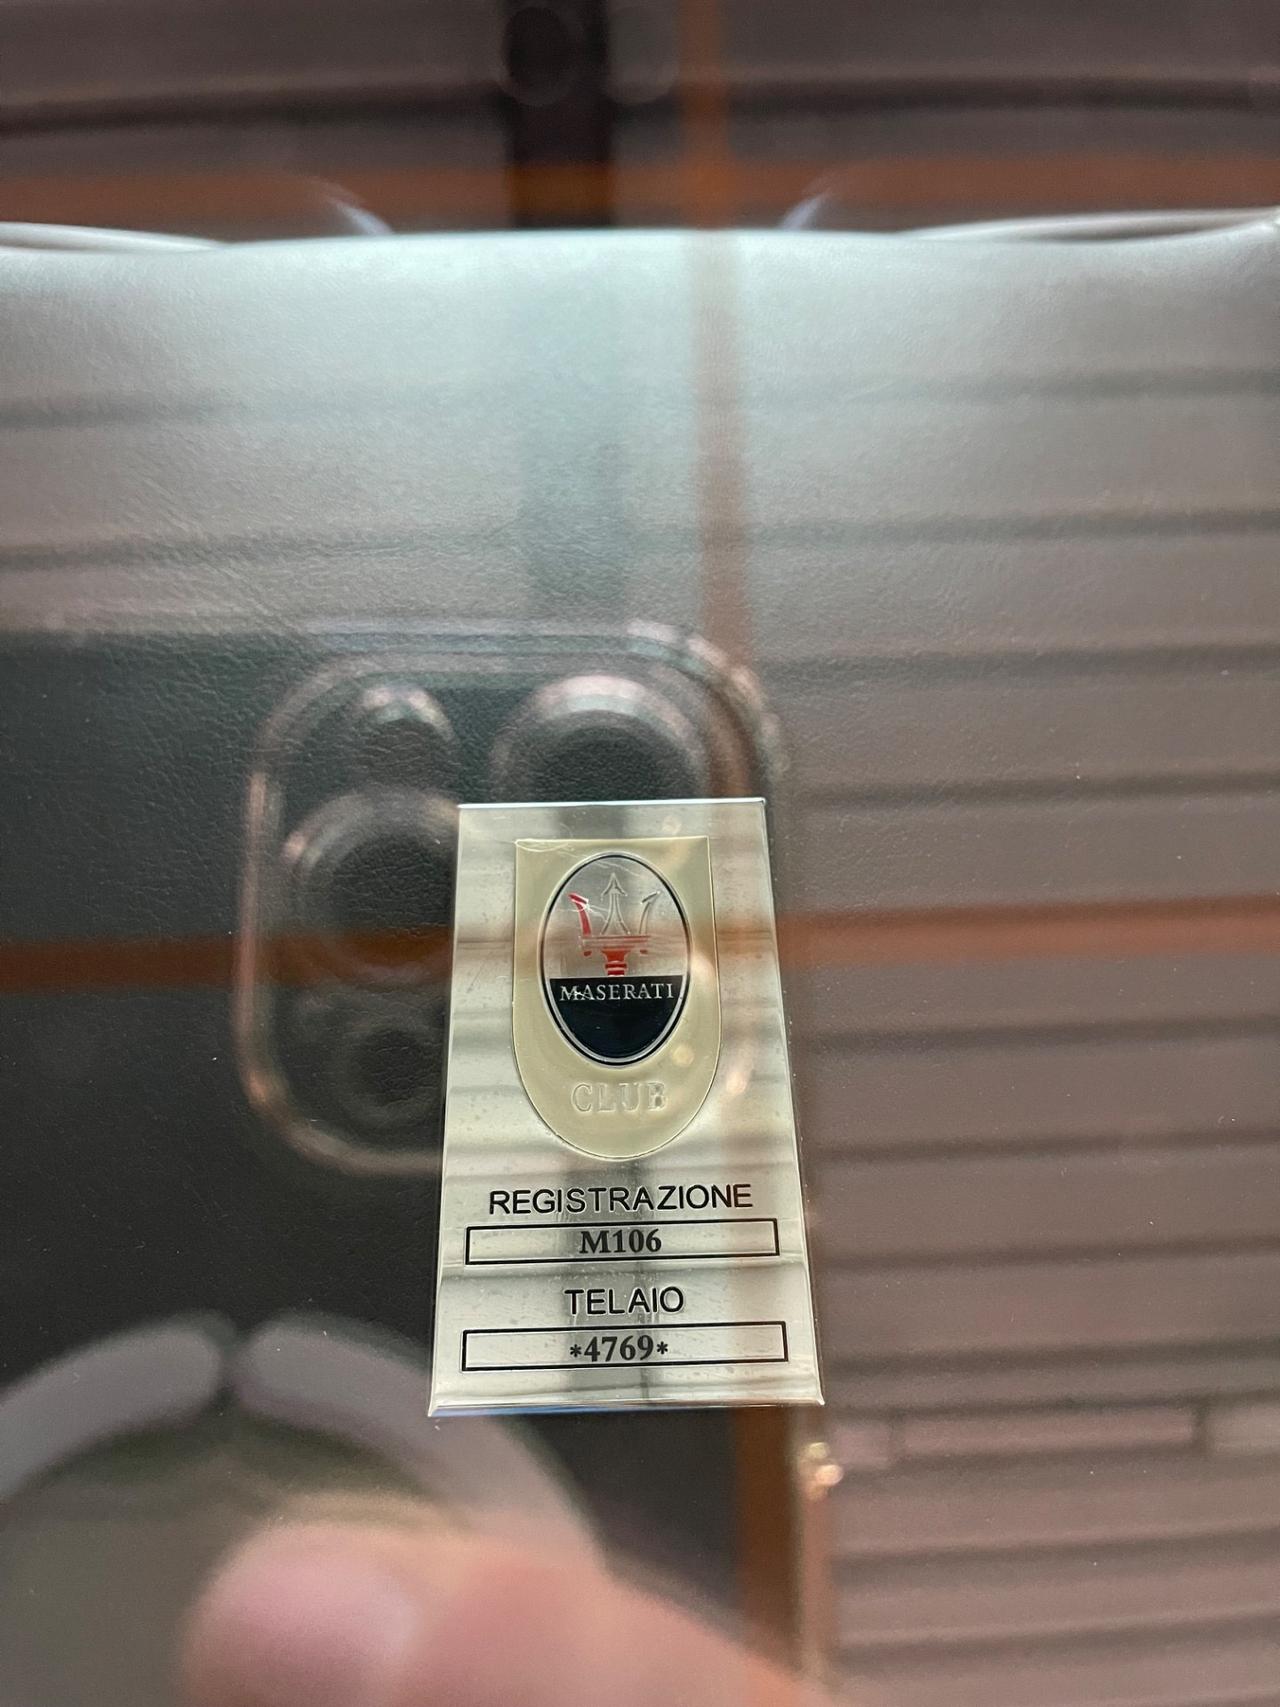 MASERATI
CLUB
REGISTRAZIONE
M106
TELAIO
*4769*